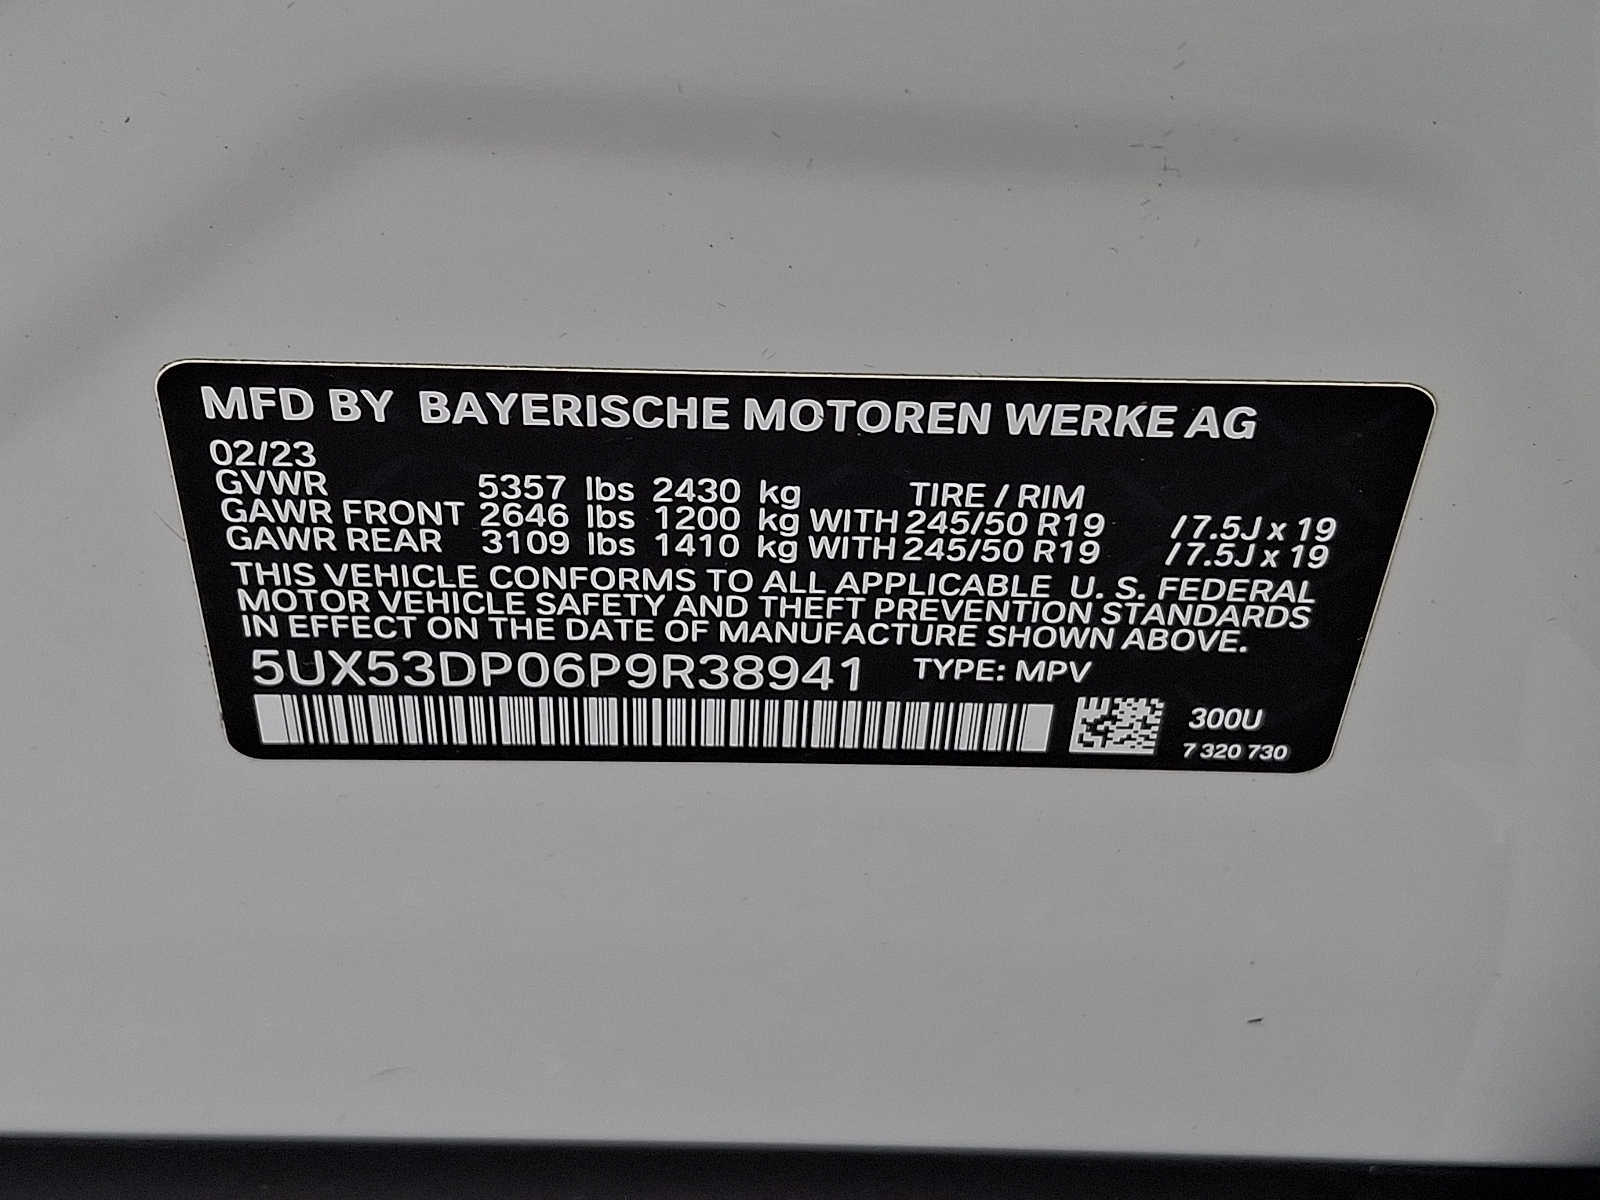 MFD BY BAYERISCHE MOTOREN WERKE AG
02/23
GVWR 5357 lbs 2430 kg TIRE / RIM
GAWR FRONT 2646 lbs 1200 kg WITH 245/50 R19 /7.5J x 19
GAWR REAR 3109 lbs 1410 kg WITH 245/50 R19 /7.5J x 19
THIS VEHICLE CONFORMS TO ALL APPLICABLE U. S. FEDERAL
MOTOR VEHICLE SAFETY AND THEFT PREVENTION STANDARDS
IN EFFECT ON THE DATE OF MANUFACTURE SHOWN ABOVE.
5UX53DP06P9R38941 TYPE: MPV
300U
7 320 730